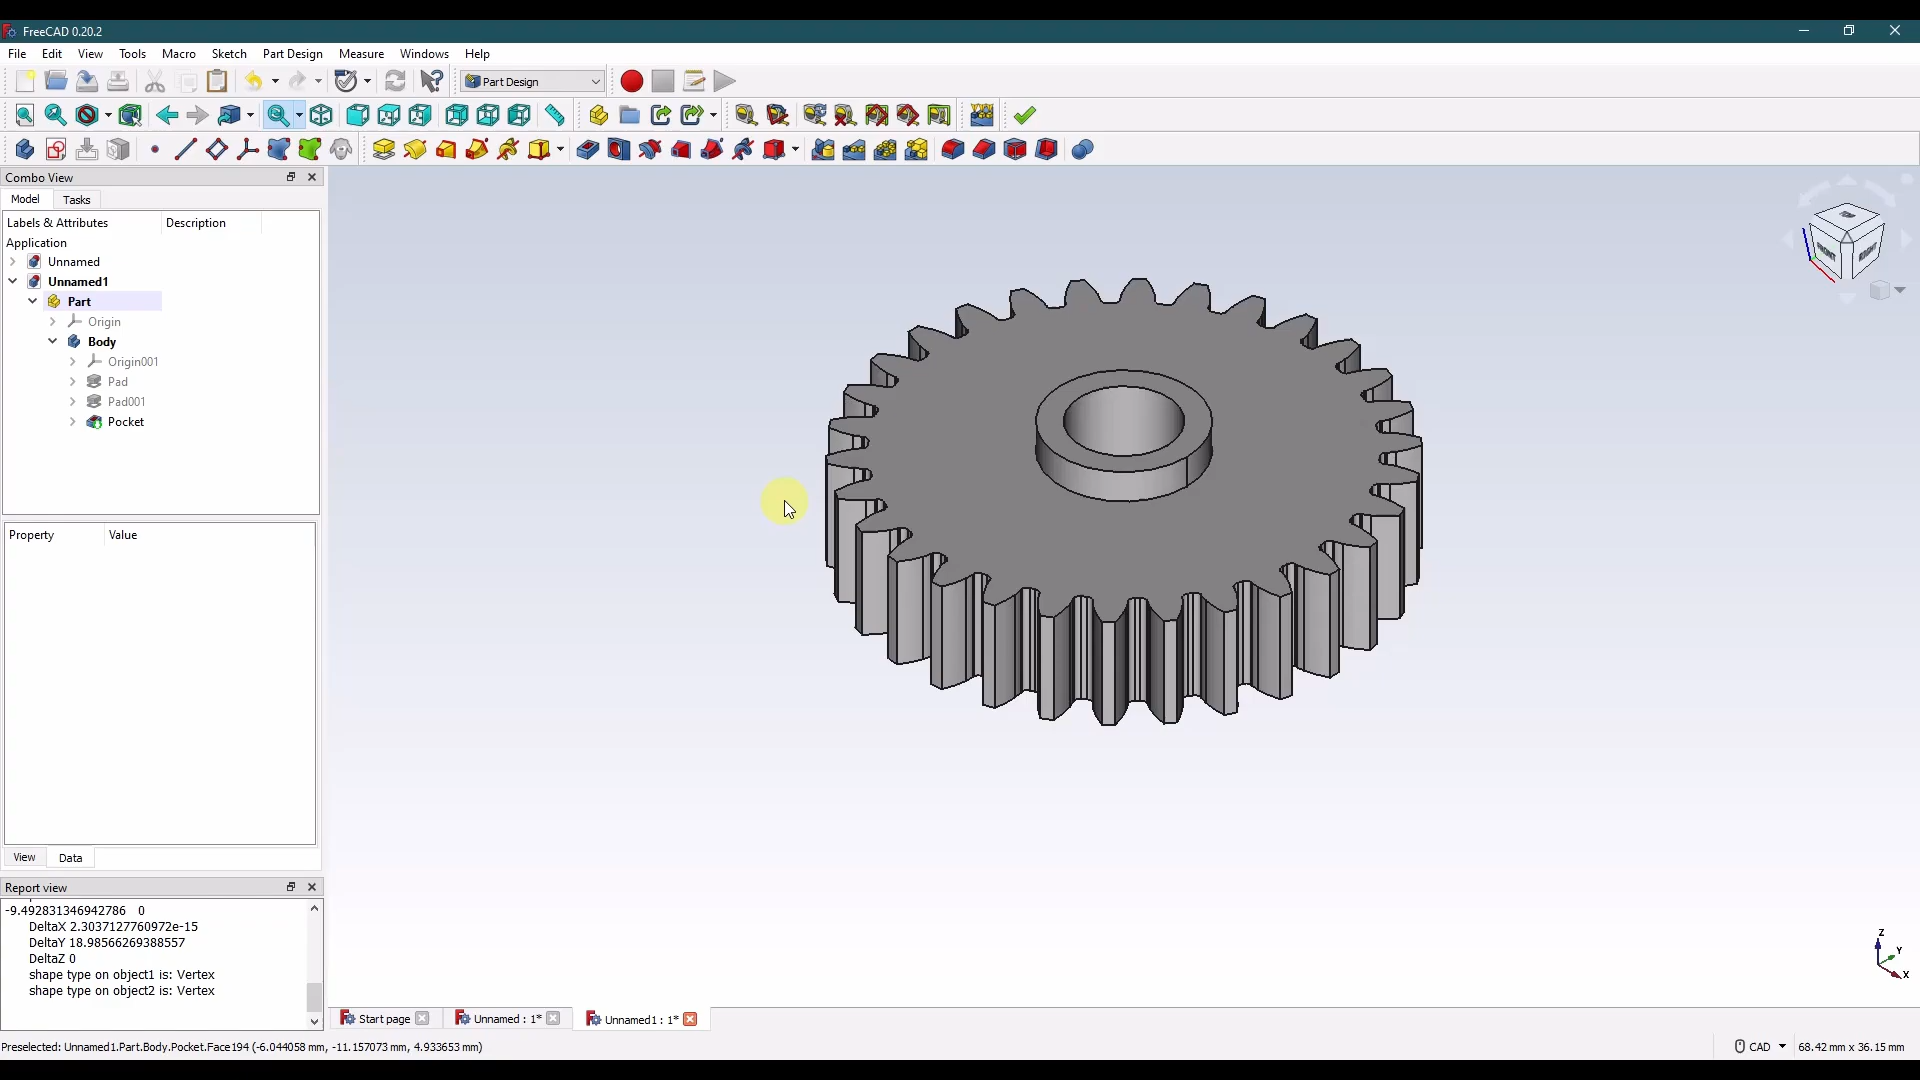 FreeCAD 0.20.2
File Edit View Tools Macro Sketch Part Design Measure Windows Help
Part Design
Combo View
Model Tasks
Labels & Attributes Description
Application
Unnamed
Unnamed1
Part
Origin
Body
Origin001
Pad
Pad001
Pocket
FRONT RIGHT
Property Value
View Data
Report view
-9.492831346942786 0
DeltaX 2.3037127760972e-15
DeltaY 18.98566269388557
DeltaZ 0
shape type on object1 is: Vertex
shape type on object2 is: Vertex
Z
Y
X
Start page Unnamed : 1* Unnamed1 : 1*
Preselected: Unnamed1.Part.Body.Pocket.Face194 (-6.044058 mm, -11.157073 mm, 4.933653 mm) CAD 68.42 mm x 36.15 mm